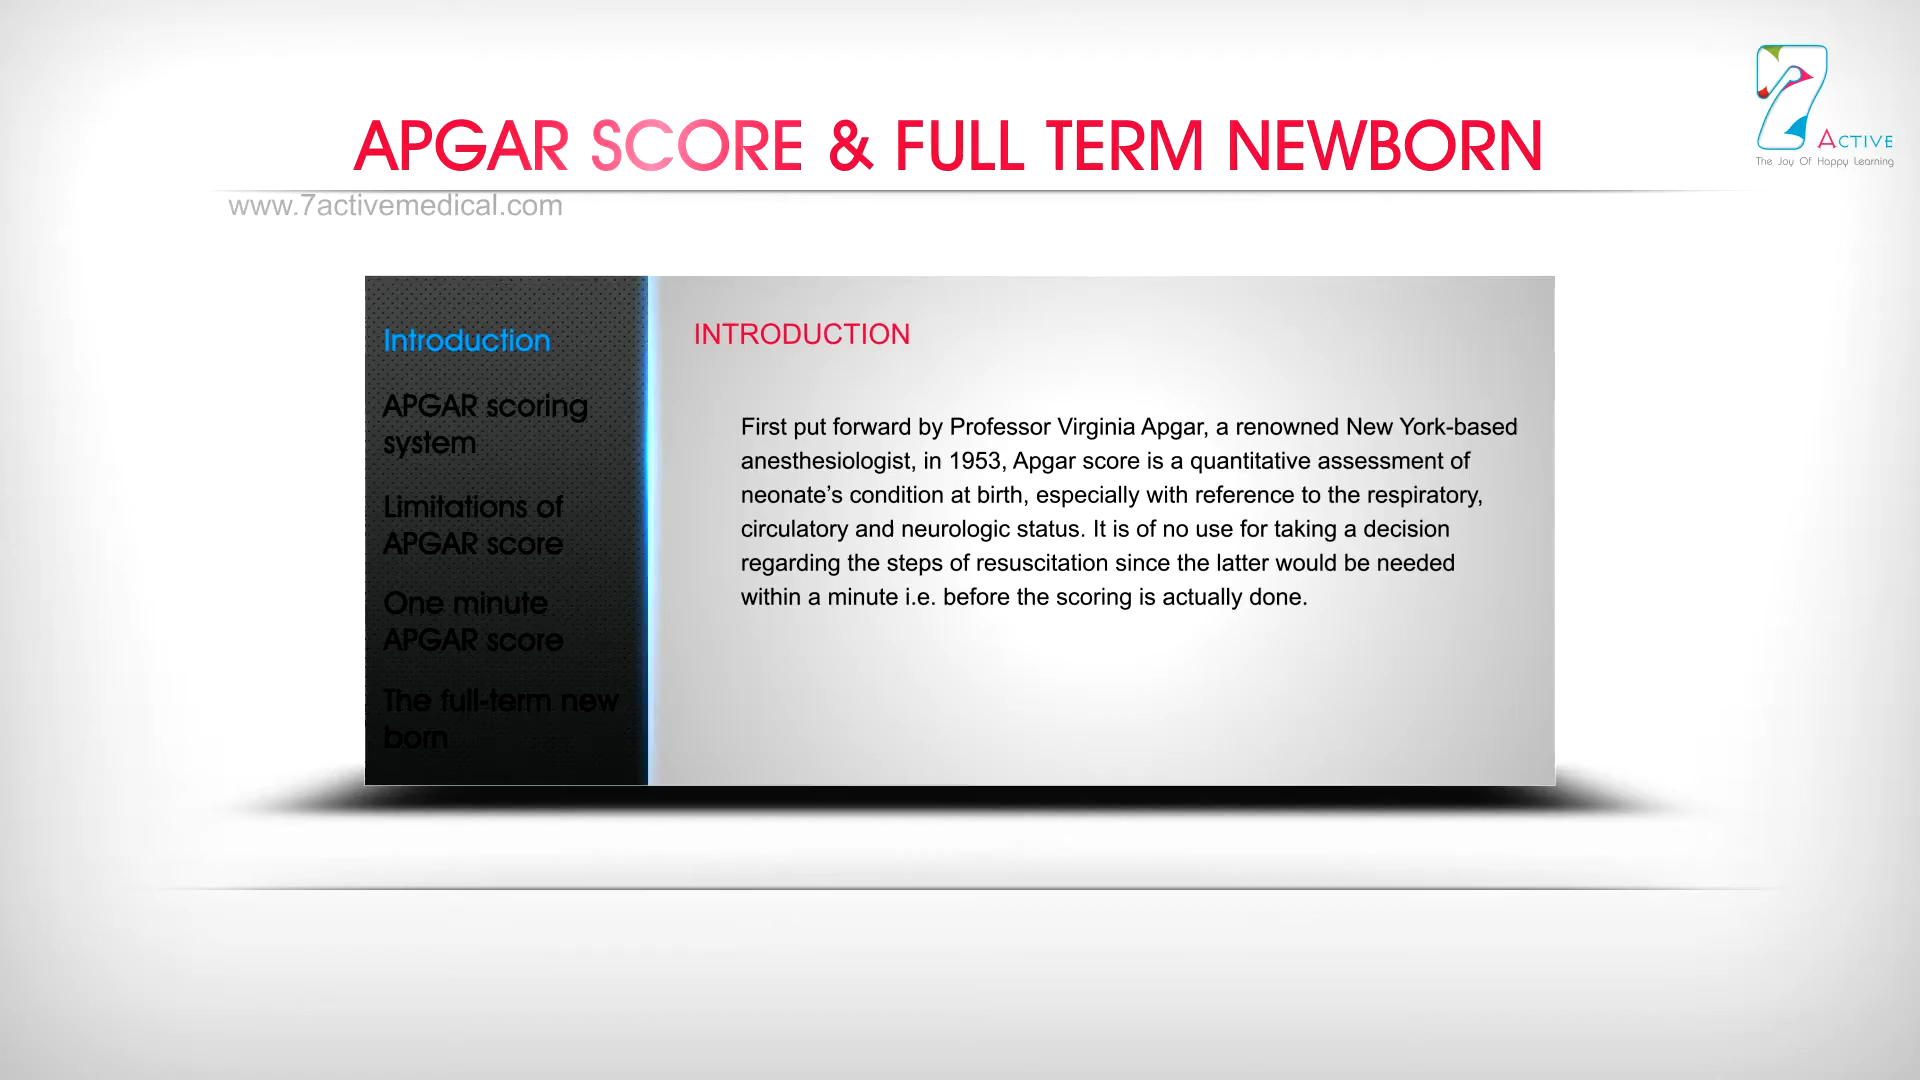 APGAR SCORE & FULL TERM NEWBORN
7
ACTIVE
The Joy Of Happy Learning
www.7activemedical.com
Introduction
APGAR scoring
system
Limitations of
APGAR score
One minute
APGAR score
The full-term new
born
INTRODUCTION
First put forward by Professor Virginia Apgar, a renowned New York-based
anesthesiologist, in 1953, Apgar score is a quantitative assessment of
neonate’s condition at birth, especially with reference to the respiratory,
circulatory and neurologic status. It is of no use for taking a decision
regarding the steps of resuscitation since the latter would be needed
within a minute i.e. before the scoring is actually done.